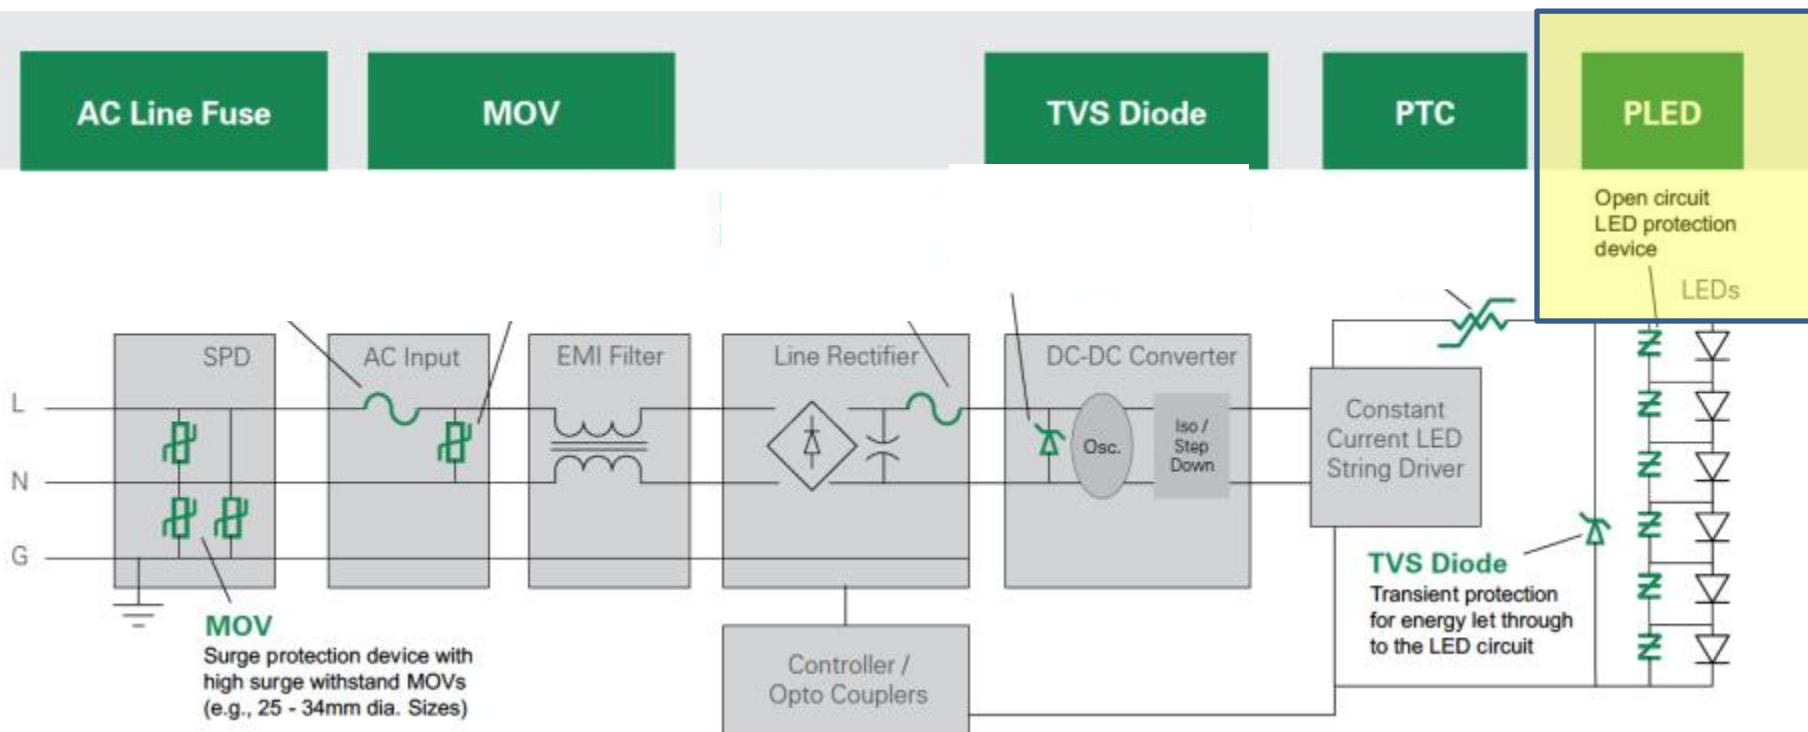 AC Line Fuse
MOV
TVS Diode
PTC
PLED
Open circuit
LED protection
device
LEDs
SPD
AC Input
EMI Filter
Line Rectifier
DC-DC Converter
L
N
G
Osc.
Iso /
Step
Down
Constant
Current LED
String Driver
TVS Diode
Transient protection
for energy let through
to the LED circuit
MOV
Surge protection device with
high surge withstand MOVs
(e.g., 25 - 34mm dia. Sizes)
Controller /
Opto Couplers